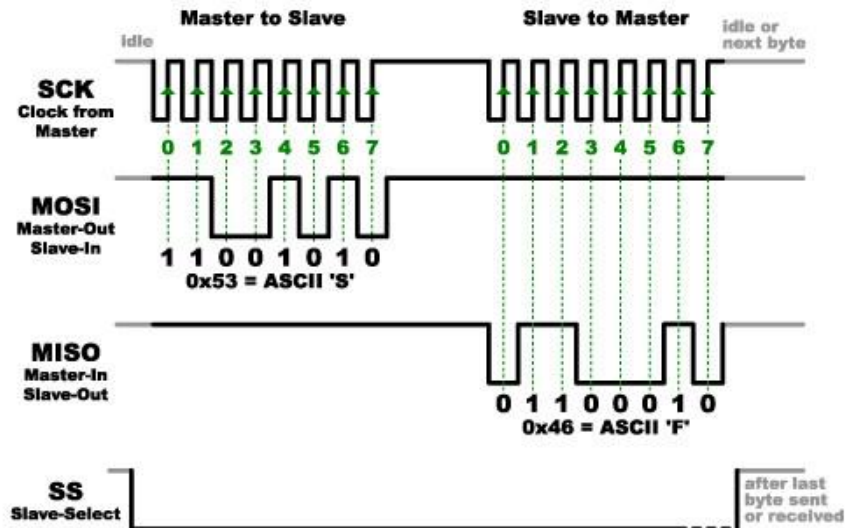 Master to Slave
Slave to Master
idle
idle or
next byte
SCK
Clock from
Master
0 1 2 3 4 5 6 7
0 1 2 3 4 5 6 7
MOSI
Master-Out
Slave-In
1 1 0 0 1 0 1 0
0x53 = ASCII 'S'
MISO
Master-In
Slave-Out
0 1 1 0 0 0 1 0
0x46 = ASCII 'F'
SS
Slave-Select
after last
byte sent
or received